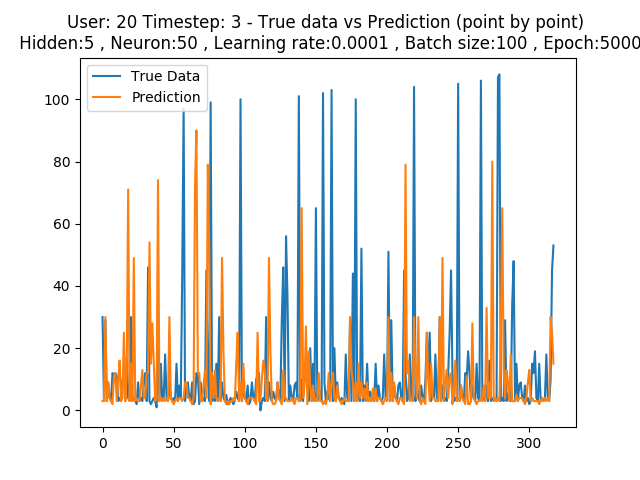 User: 20 Timestep: 3 - True data vs Prediction (point by point)
Hidden:5 , Neuron:50 , Learning rate:0.0001 , Batch size:100 , Epoch:5000
True Data
Prediction
100
80
60
40
20
0
0 50 100 150 200 250 300